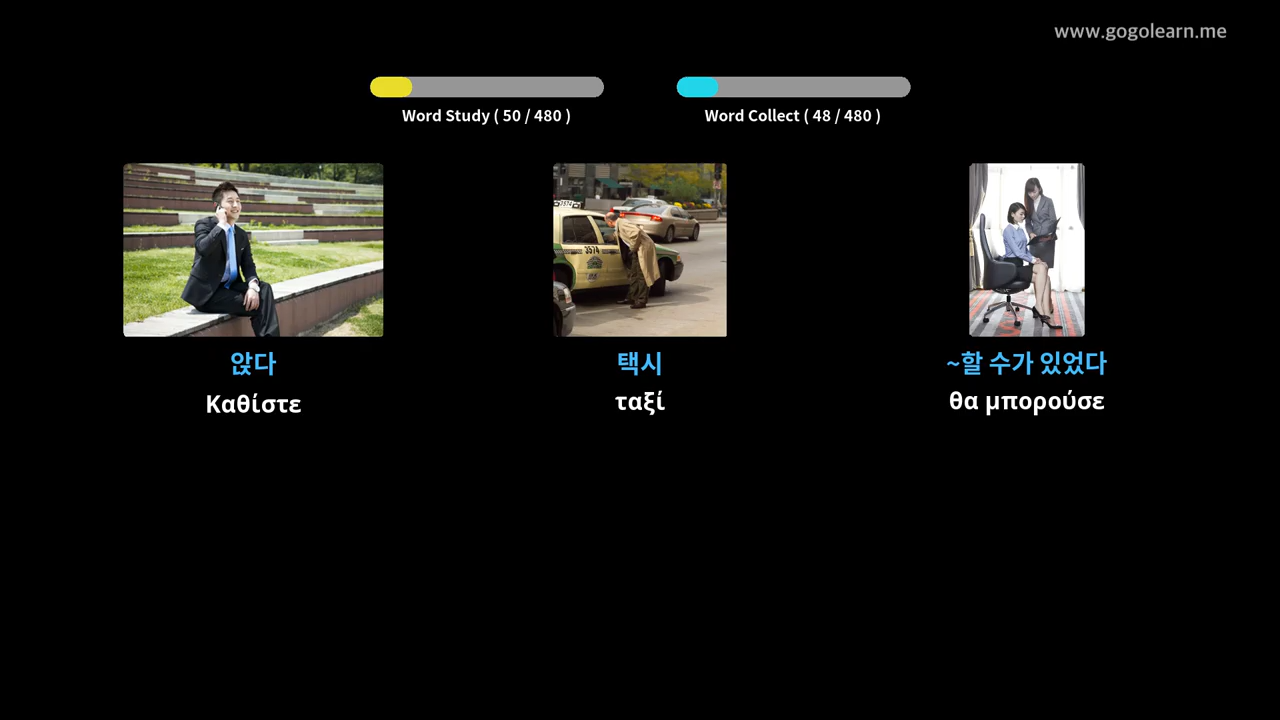 www.gogolearn.me
Word Study ( 50 / 480 )
Word Collect ( 48 / 480 )
3574
앉다
택시
~할 수가 있었다
Καθίστε
ταξί
θα μπορούσε